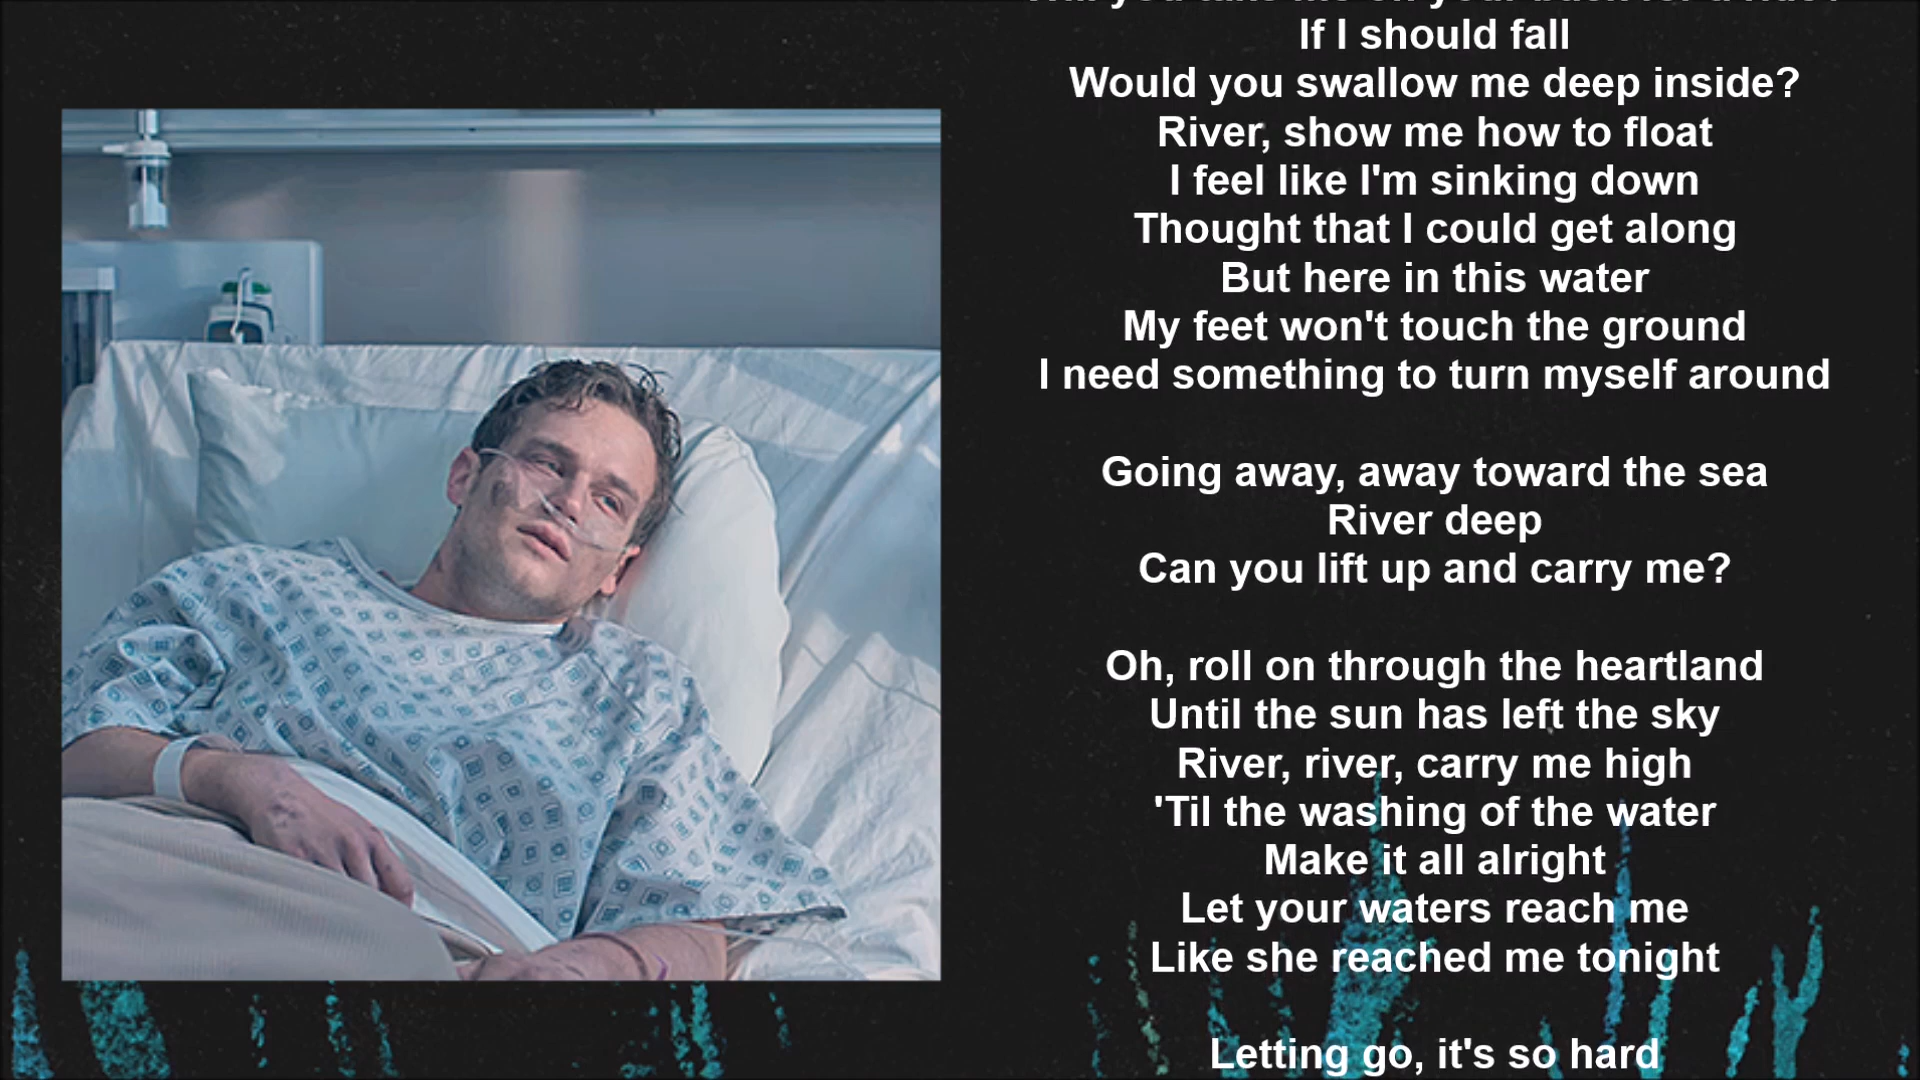 If I should fall
Would you swallow me deep inside?
River, show me how to float
I feel like I'm sinking down
Thought that I could get along
But here in this water
My feet won't touch the ground
I need something to turn myself around
Going away, away toward the sea
River deep
Can you lift up and carry me?
Oh, roll on through the heartland
Until the sun has left the sky
River, river, carry me high
'Til the washing of the water
Make it all alright
Let your waters reach me
Like she reached me tonight
Letting go, it's so hard